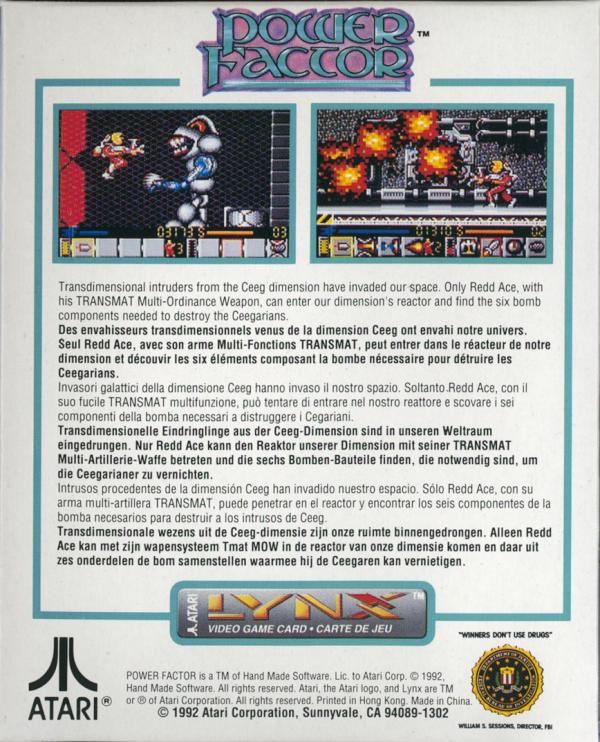 POWER
FACTOR™
03173 S 03
3
S 02
2
Transdimensional intruders from the Ceeg dimension have invaded our space. Only Redd Ace, with
his TRANSMAT Multi-Ordinance Weapon, can enter our dimension's reactor and find the six bomb
components needed to destroy the Ceegarians.
Des envahisseurs transdimensionnels venus de la dimension Ceeg ont envahi notre univers.
Seul Redd Ace, avec son arme Multi-Fonctions TRANSMAT, peut entrer dans le réacteur de notre
dimension et découvir les six éléments composant la bombe nécessaire pour détruire les
Ceegarians.
Invasori galattici della dimensione Ceeg hanno invaso il nostro spazio. Soltanto.Redd Ace, con il
suo fucile TRANSMAT multifunzione, può tentare di entrare nel nostro reattore e scovare i sei
componenti della bomba necessari a distruggere i Cegariani.
Transdimensionelle Eindringlinge aus der Ceeg-Dimension sind in unseren Weltraum
eingedrungen. Nur Redd Ace kann den Reaktor unserer Dimension mit seiner TRANSMAT
Multi-Artillerie-Waffe betreten und die sechs Bomben-Bauteile finden, die notwendig sind, um
die Ceegarianer zu vernichten.
Intrusos procedentes de la dimensión Ceeg han invadido nuestro espacio. Sólo Redd Ace, con su
arma multi-artillera TRANSMAT, puede penetrar en el reactor y encontrar los seis componentes de la
bomba necesarios para destruir a los intrusos de Ceeg.
Transdimensionale wezens uit de Ceeg-dimensie zijn onze ruimte binnengedrongen. Alleen Redd
Ace kan met zijn wapensysteem Tmat MOW in de reactor van onze dimensie komen en daar uit
zes onderdelen de bom samenstellen waarmee hij de Ceegaren kan vernietigen.
ATARI LYNX™
VIDEO GAME CARD • CARTE DE JEU
"WINNERS DON'T USE DRUGS"
ATARI®
POWER FACTOR is a TM of Hand Made Software. Lic. to Atari Corp. © 1992,
Hand Made Software. All rights reserved. Atari, the Atari logo, and Lynx are TM
or ® of Atari Corporation. All rights reserved. Printed in Hong Kong. Made in China.
© 1992 Atari Corporation, Sunnyvale, CA 94089-1302
WILLIAM S. SESSIONS, DIRECTOR, FBI